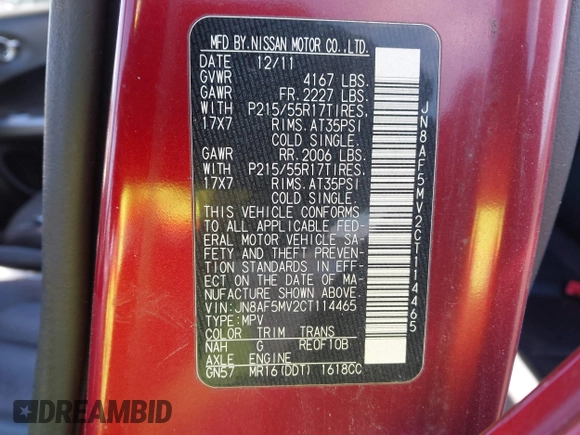 MFD BY.NISSAN MOTOR CO.,LTD.
DATE 12/11
GVWR 4167 LBS.
GAWR FR.2227 LBS.
WITH P215/55R17TIRES,
17X7 RIMS.AT35PSI
COLD SINGLE.
GAWR RR.2006 LBS.
WITH P215/55R17TIRES,
17X7 RIMS.AT35PSI
COLD SINGLE.
THIS VEHICLE CONFORMS
TO ALL APPLICABLE FED-
ERAL MOTOR VEHICLE SA-
FETY AND THEFT PREVEN-
TION STANDARDS IN EFF-
ECT ON THE DATE OF MA-
NUFACTURE SHOWN ABOVE.
VIN:JN8AF5MV2CT114465
TYPE:MPV
COLOR TRIM TRANS
NAH G RE0F10B
AXLE ENGINE
GN57 MR16(DDT) 1618CC
JN8AF5MV2CT114465
DREAMBID